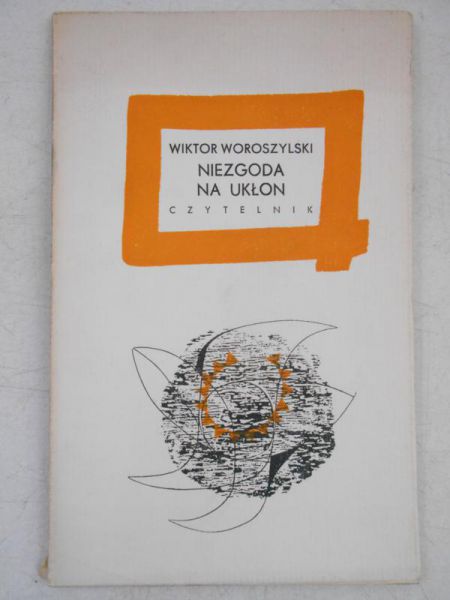 WIKTOR WOROSZYLSKI
NIEZGODA
NA UKŁON
CZYTELNIK